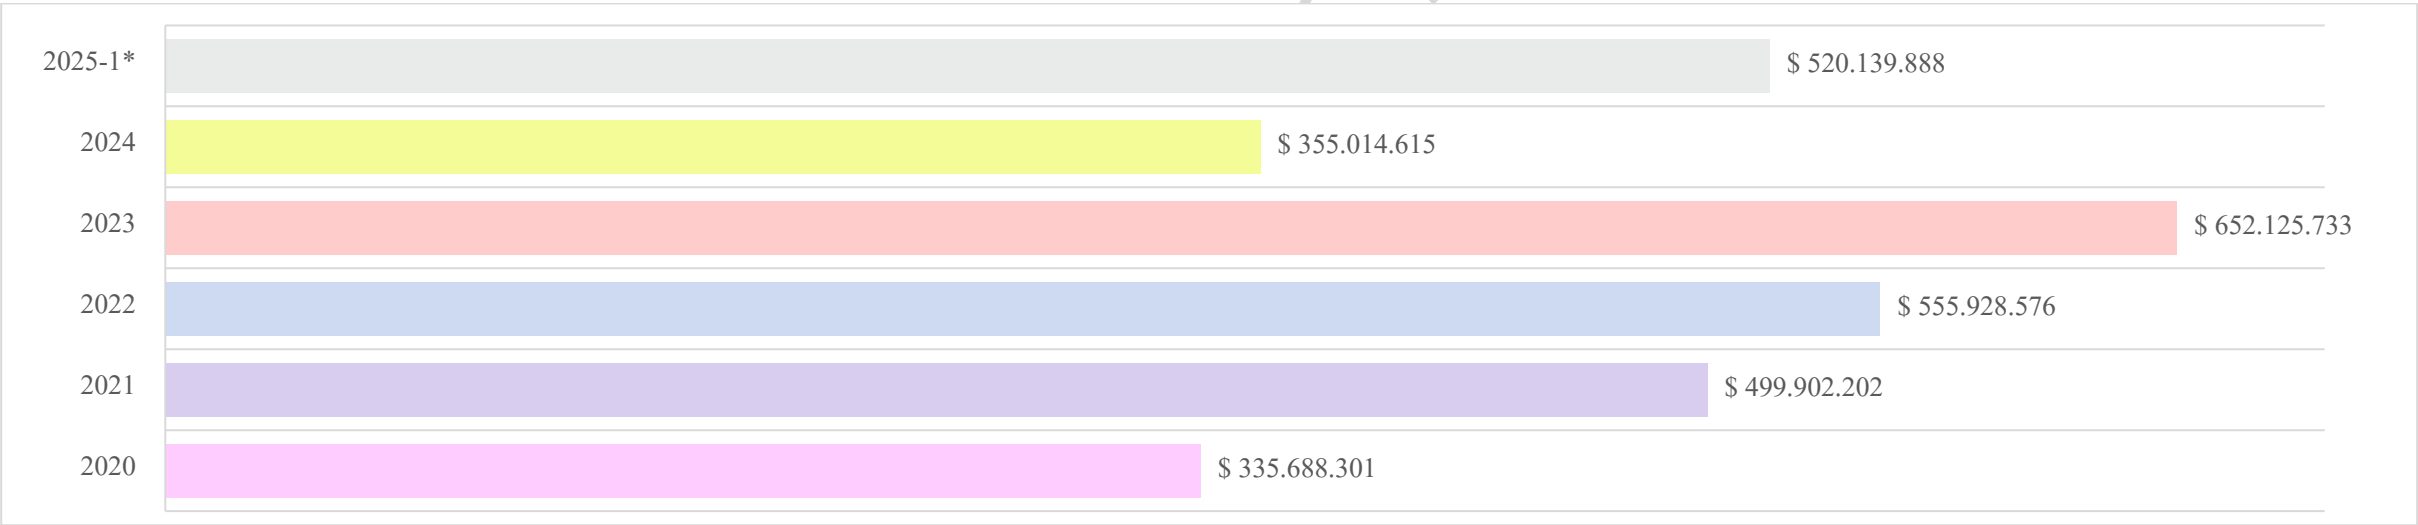 2025-1* $ 520.139.888
2024 $ 355.014.615
2023 $ 652.125.733
2022 $ 555.928.576
2021 $ 499.902.202
2020 $ 335.688.301